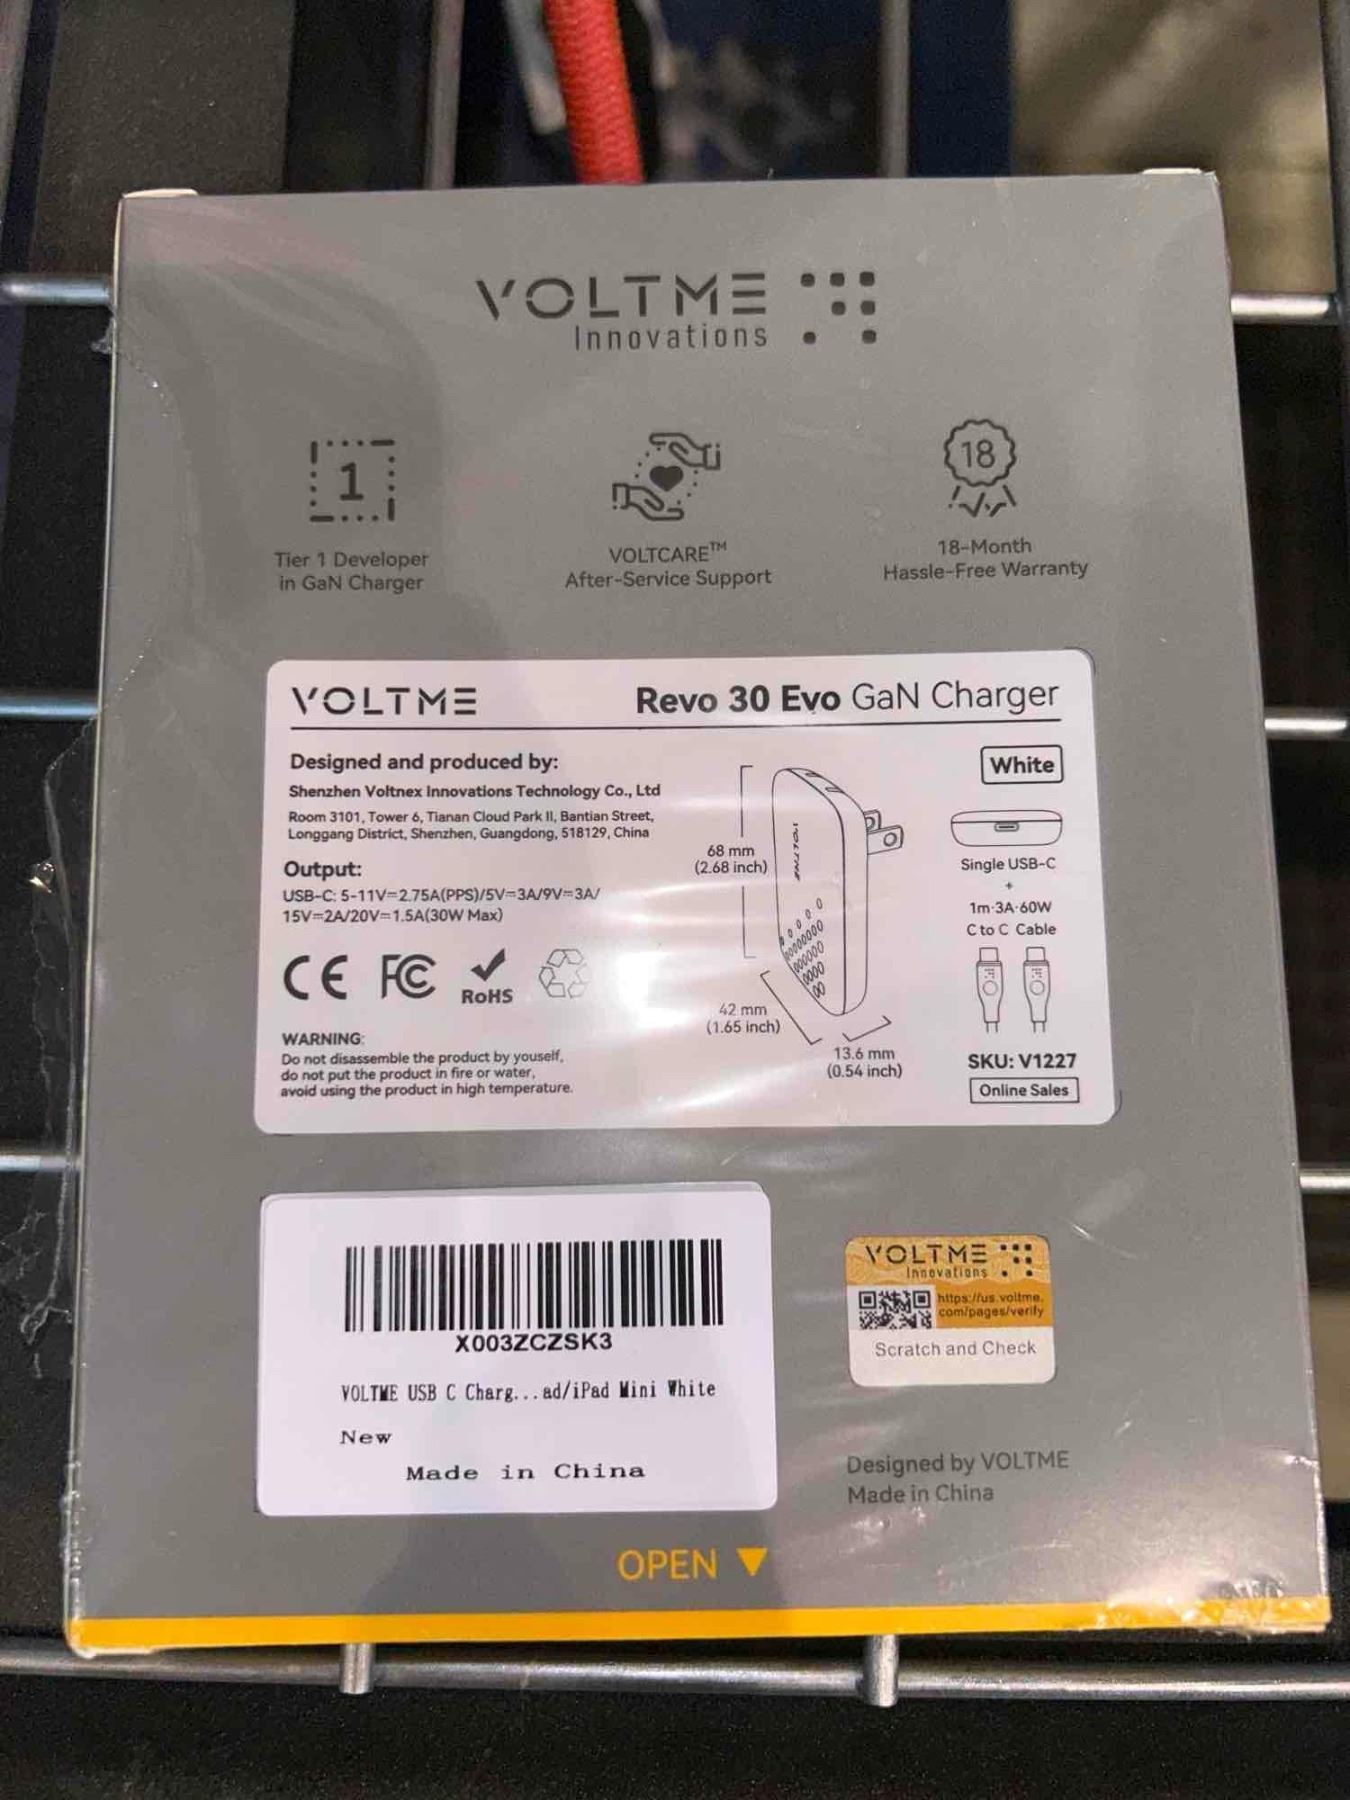 VOLTME
Innovations
1
Tier 1 Developer
in GaN Charger
VOLTCARE™
After-Service Support
18
18-Month
Hassle-Free Warranty
VOLTME
Revo 30 Evo GaN Charger
Designed and produced by:
Shenzhen Voltnex Innovations Technology Co., Ltd
Room 3101, Tower 6, Tianan Cloud Park II, Bantian Street,
Longgang District, Shenzhen, Guangdong, 518129, China
Output:
USB-C: 5-11V⎓2.75A(PPS)/5V⎓3A/9V⎓3A/
15V⎓2A/20V⎓1.5A(30W Max)
CE FC RoHS
WARNING:
Do not disassemble the product by youself,
do not put the product in fire or water,
avoid using the product in high temperature.
68 mm
(2.68 inch)
VOLTME
42 mm
(1.65 inch)
13.6 mm
(0.54 inch)
White
Single USB-C
+
1m·3A·60W
C to C Cable
SKU: V1227
Online Sales
X003ZCZSK3
VOLTME USB C Charg...ad/iPad Mini White
New
Made in China
VOLTME
Innovations
https://us.voltme.
com/pages/verify
Scratch and Check
Designed by VOLTME
Made in China
OPEN